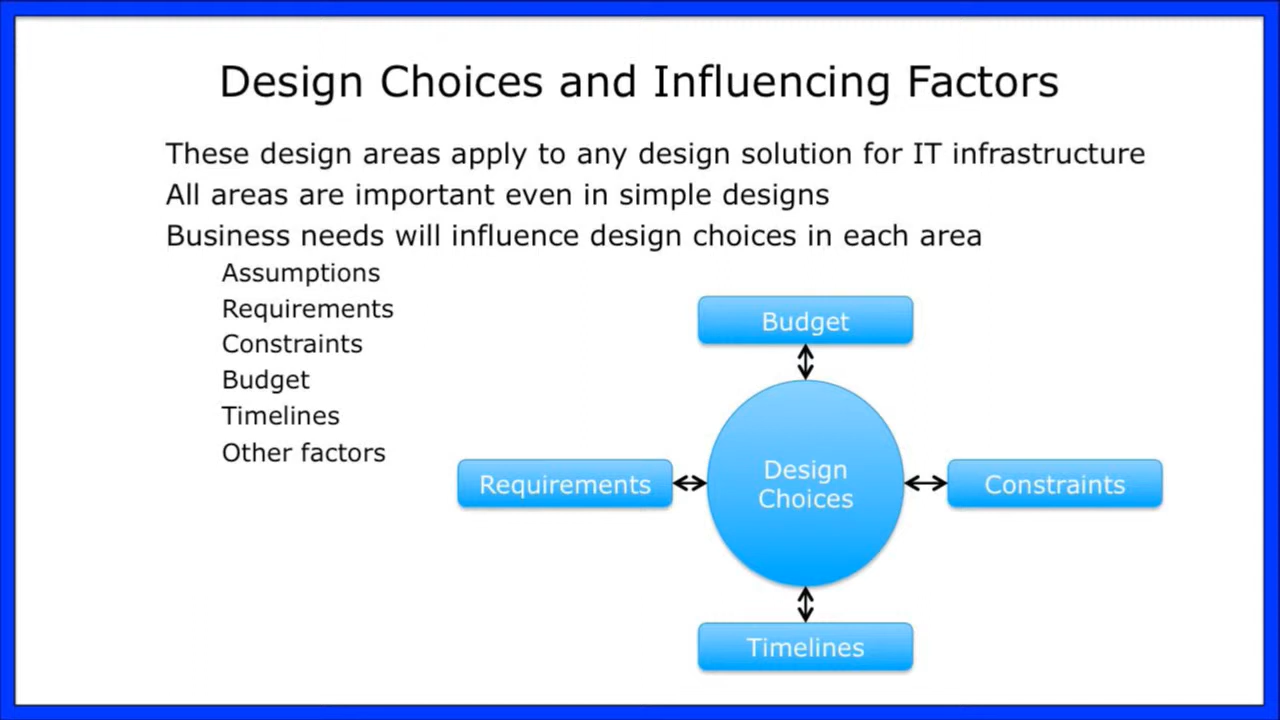 Design Choices and Influencing Factors
These design areas apply to any design solution for IT infrastructure
All areas are important even in simple designs
Business needs will influence design choices in each area
Assumptions
Requirements
Constraints
Budget
Timelines
Other factors
Budget
Requirements
Design
Choices
Constraints
Timelines